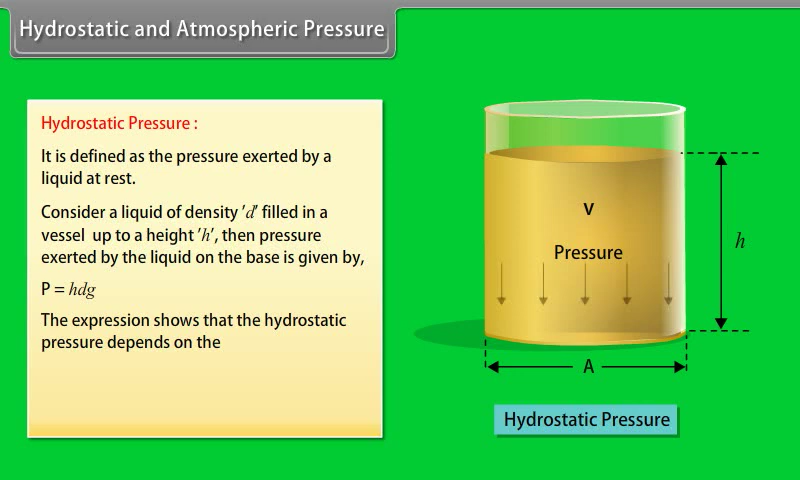 Hydrostatic and Atmospheric Pressure
Hydrostatic Pressure :
It is defined as the pressure exerted by a
liquid at rest.
Consider a liquid of density 'd' filled in a
vessel up to a height 'h', then pressure
exerted by the liquid on the base is given by,
P = hdg
The expression shows that the hydrostatic
pressure depends on the
V
Pressure
h
A
Hydrostatic Pressure